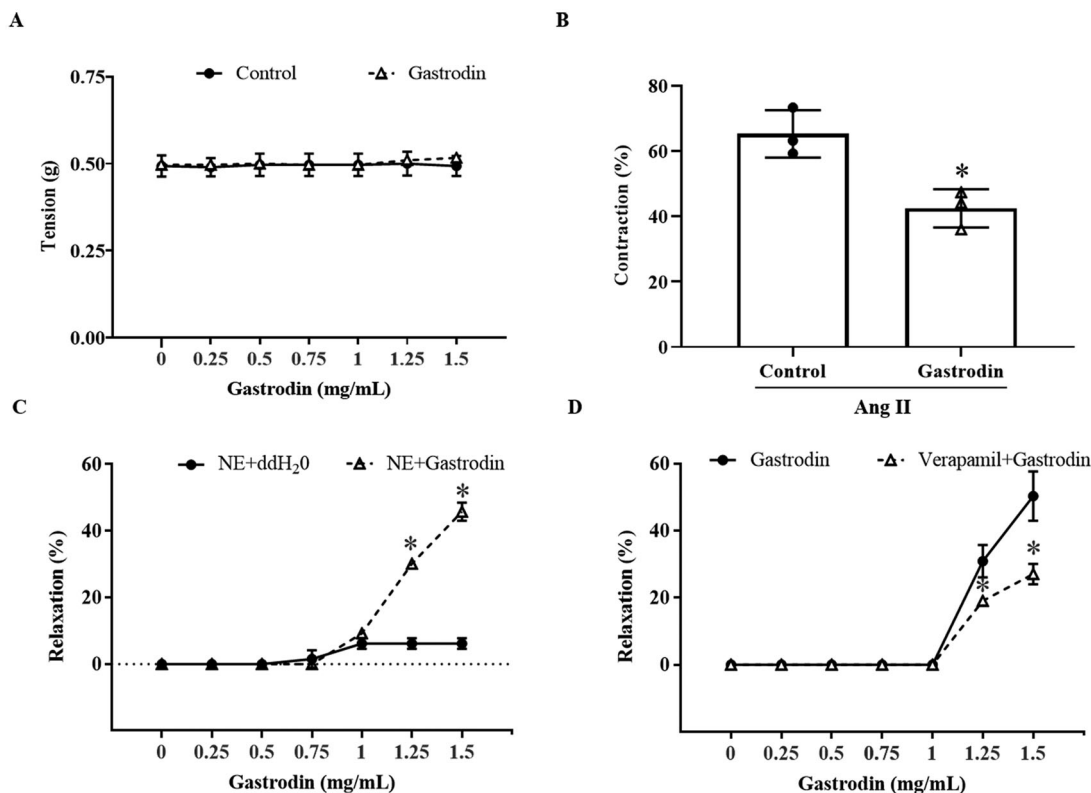 A
Control Gastrodin
0.75
0.50
0.25
0.00
Tension (g)
0 0.25 0.5 0.75 1 1.25 1.5
Gastrodin (mg/mL)
B
80
60
40
20
0
Contraction (%)
*
Control Gastrodin
Ang II
C
NE+ddH₂0 NE+Gastrodin
60
40
20
0
Relaxation (%)
* *
0 0.25 0.5 0.75 1 1.25 1.5
Gastrodin (mg/mL)
D
Gastrodin Verapamil+Gastrodin
60
40
20
0
Relaxation (%)
* *
0 0.25 0.5 0.75 1 1.25 1.5
Gastrodin (mg/mL)